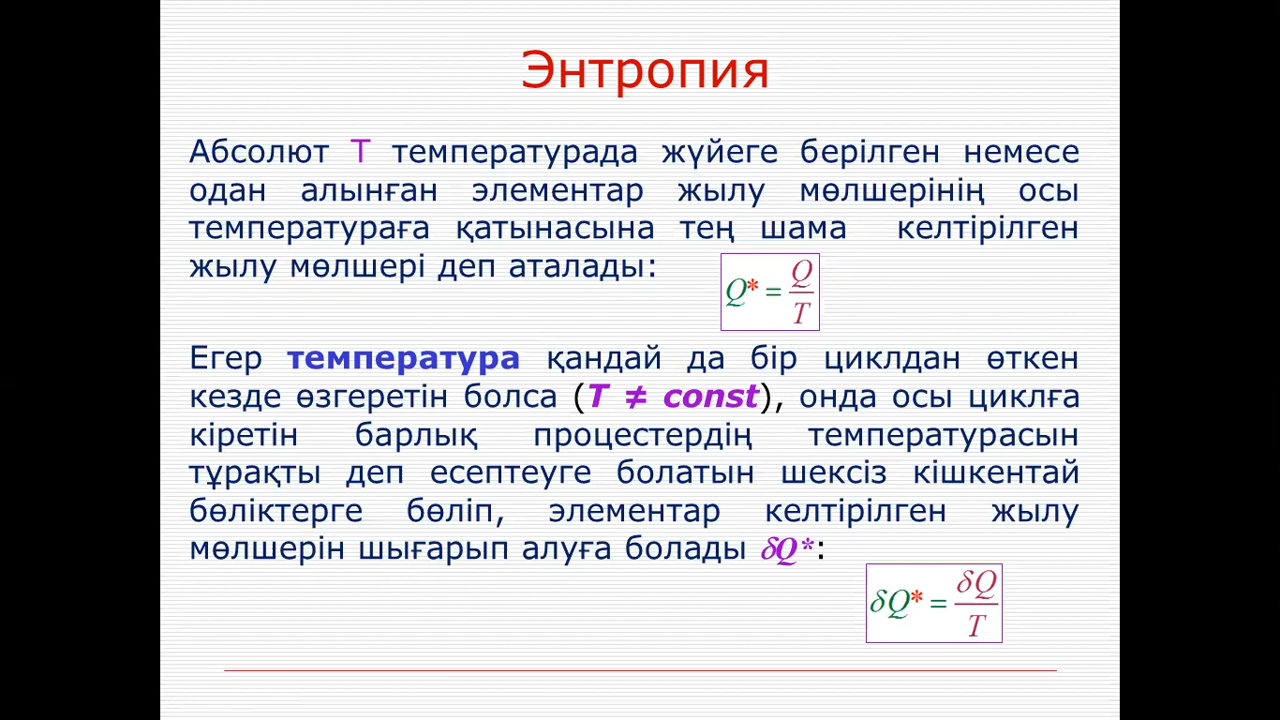 Энтропия
Абсолют Т температурада жүйеге берілген немесе
одан алынған элементар жылу мөлшерінің осы
температураға қатынасына тең шама келтірілген
жылу мөлшері деп аталады:
Q* = Q/T
Егер температура қандай да бір циклдан өткен
кезде өзгеретін болса (T ≠ const), онда осы циклға
кіретін барлық процестердің температурасын
тұрақты деп есептеуге болатын шексіз кішкентай
бөліктерге бөліп, элементар келтірілген жылу
мөлшерін шығарып алуға болады δQ*:
δQ* = δQ/T